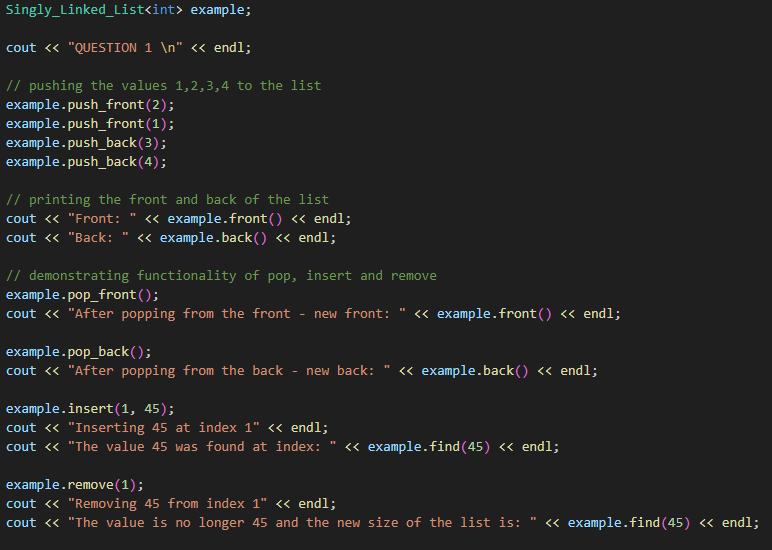 Singly_Linked_List<int> example;
cout << "QUESTION 1 \n" << endl;
// pushing the values 1,2,3,4 to the list
example.push_front(2);
example.push_front(1);
example.push_back(3);
example.push_back(4);
// printing the front and back of the list
cout << "Front: " << example.front() << endl;
cout << "Back: " << example.back() << endl;
// demonstrating functionality of pop, insert and remove
example.pop_front();
cout << "After popping from the front - new front: " << example.front() << endl;
example.pop_back();
cout << "After popping from the back - new back: " << example.back() << endl;
example.insert(1, 45);
cout << "Inserting 45 at index 1" << endl;
cout << "The value 45 was found at index: " << example.find(45) << endl;
example.remove(1);
cout << "Removing 45 from index 1" << endl;
cout << "The value is no longer 45 and the new size of the list is: " << example.find(45) << endl;